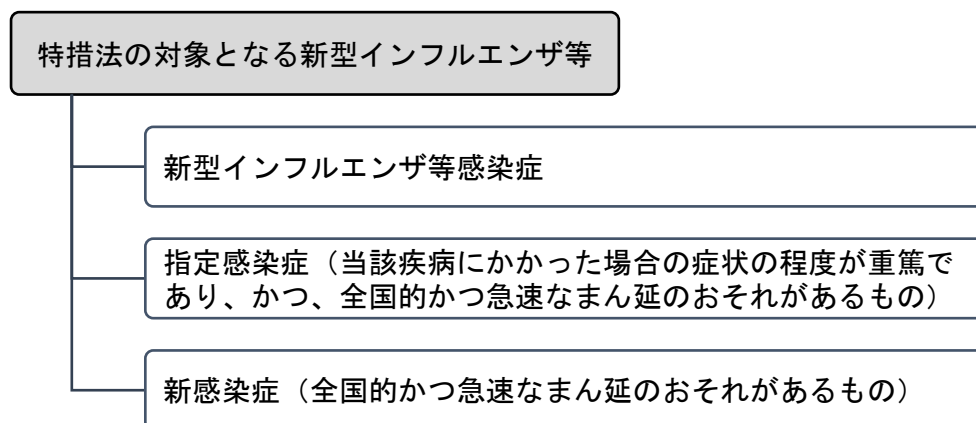 特措法の対象となる新型インフルエンザ等
新型インフルエンザ等感染症
指定感染症（当該疾病にかかった場合の症状の程度が重篤で
あり、かつ、全国的かつ急速なまん延のおそれがあるもの）
新感染症（全国的かつ急速なまん延のおそれがあるもの）